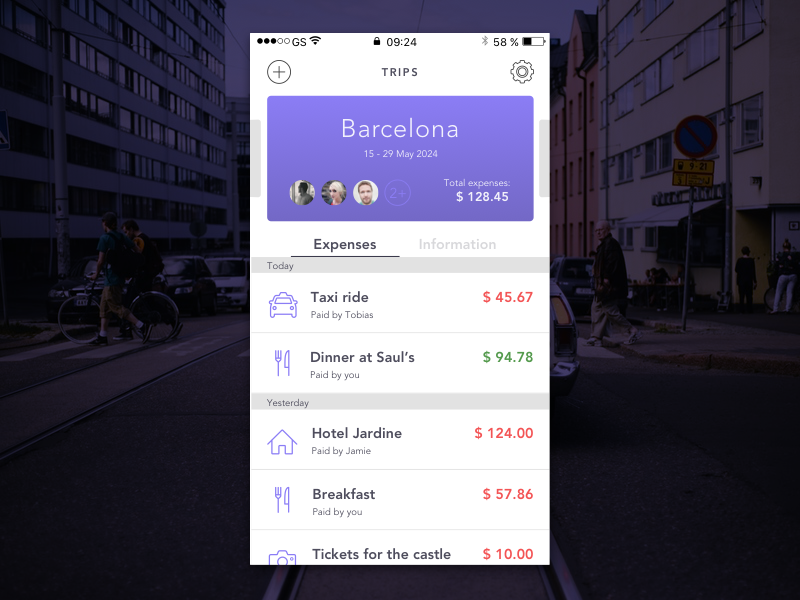 GS 09:24 58 %
TRIPS
Barcelona
15 - 29 May 2024
2+
Total expenses:
$ 128.45
Expenses Information
Today
Taxi ride $ 45.67
Paid by Tobias
Dinner at Saul's $ 94.78
Paid by you
Yesterday
Hotel Jardine $ 124.00
Paid by Jamie
Breakfast $ 57.86
Paid by you
Tickets for the castle $ 10.00
9-21